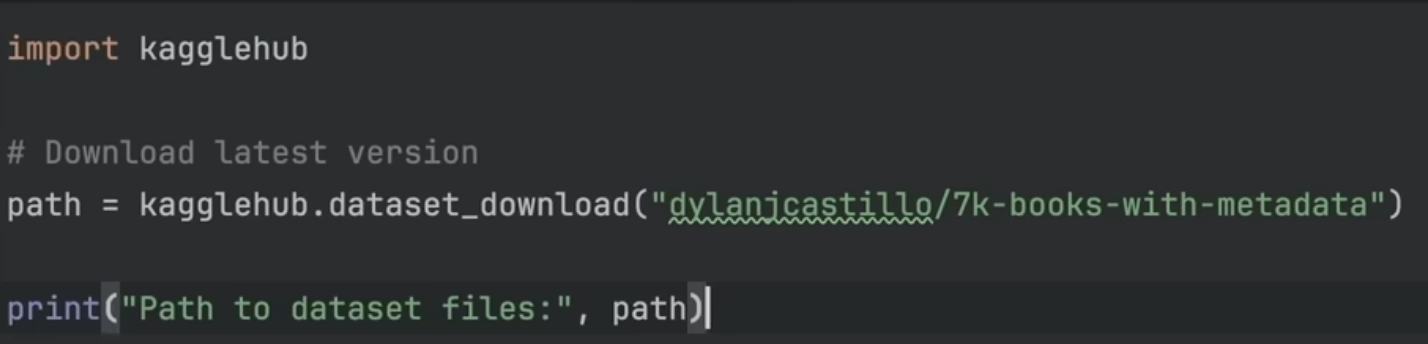 import kagglehub
# Download latest version
path = kagglehub.dataset_download("dylanjcastillo/7k-books-with-metadata")
print("Path to dataset files:", path)